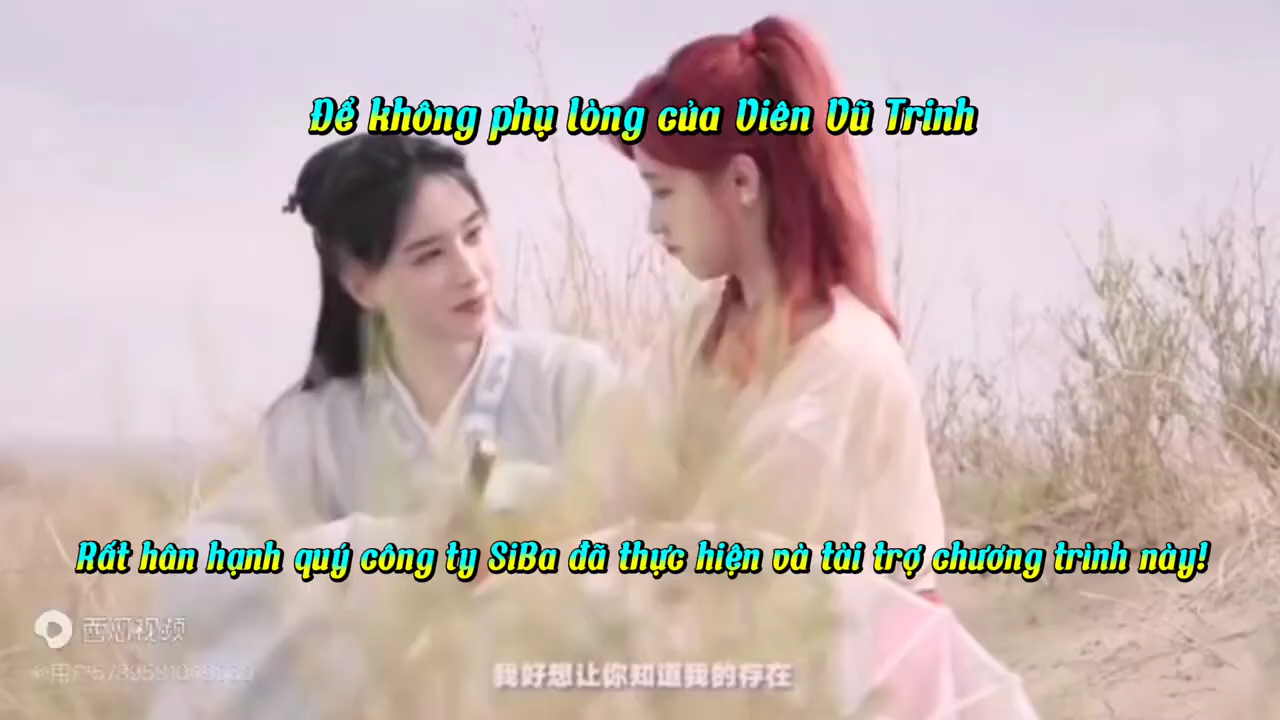 Để không phụ lòng của Viên Vũ Trinh
Rất hân hạnh quý công ty SiBa đã thực hiện và tài trợ chương trình này!
西瓜视频
我好想让你知道我的存在